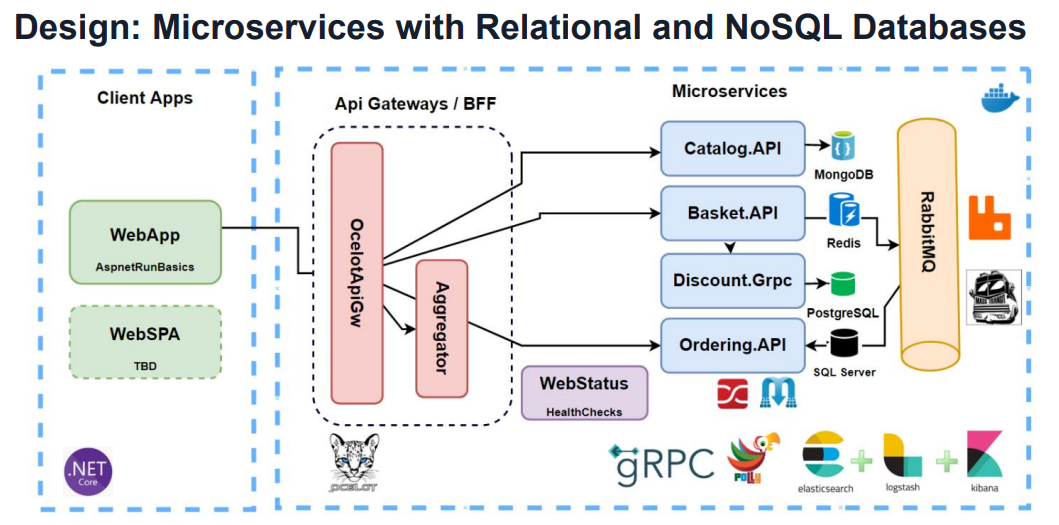 Design: Microservices with Relational and NoSQL Databases
Client Apps
Api Gateways / BFF
Microservices
WebApp
AspnetRunBasics
WebSPA
TBD
.NET
Core
OcelotApiGw
Aggregator
OCELOT
WebStatus
HealthChecks
Catalog.API
MongoDB
Basket.API
Redis
Discount.Grpc
PostgreSQL
Ordering.API
SQL Server
RabbitMQ
MASS TRANSIT
gRPC
POLLY
elasticsearch
logstash
kibana